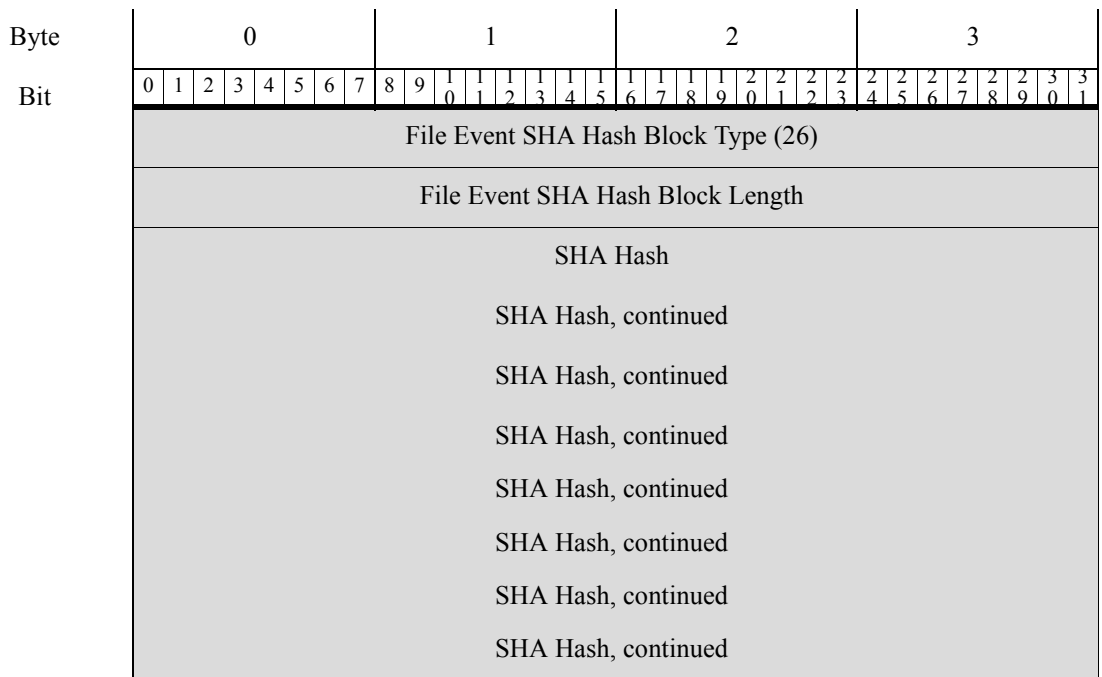 Byte 0 1 2 3
Bit 0 1 2 3 4 5 6 7 8 9 10 11 12 13 14 15 16 17 18 19 20 21 22 23 24 25 26 27 28 29 30 31
File Event SHA Hash Block Type (26)
File Event SHA Hash Block Length
SHA Hash
SHA Hash, continued
SHA Hash, continued
SHA Hash, continued
SHA Hash, continued
SHA Hash, continued
SHA Hash, continued
SHA Hash, continued